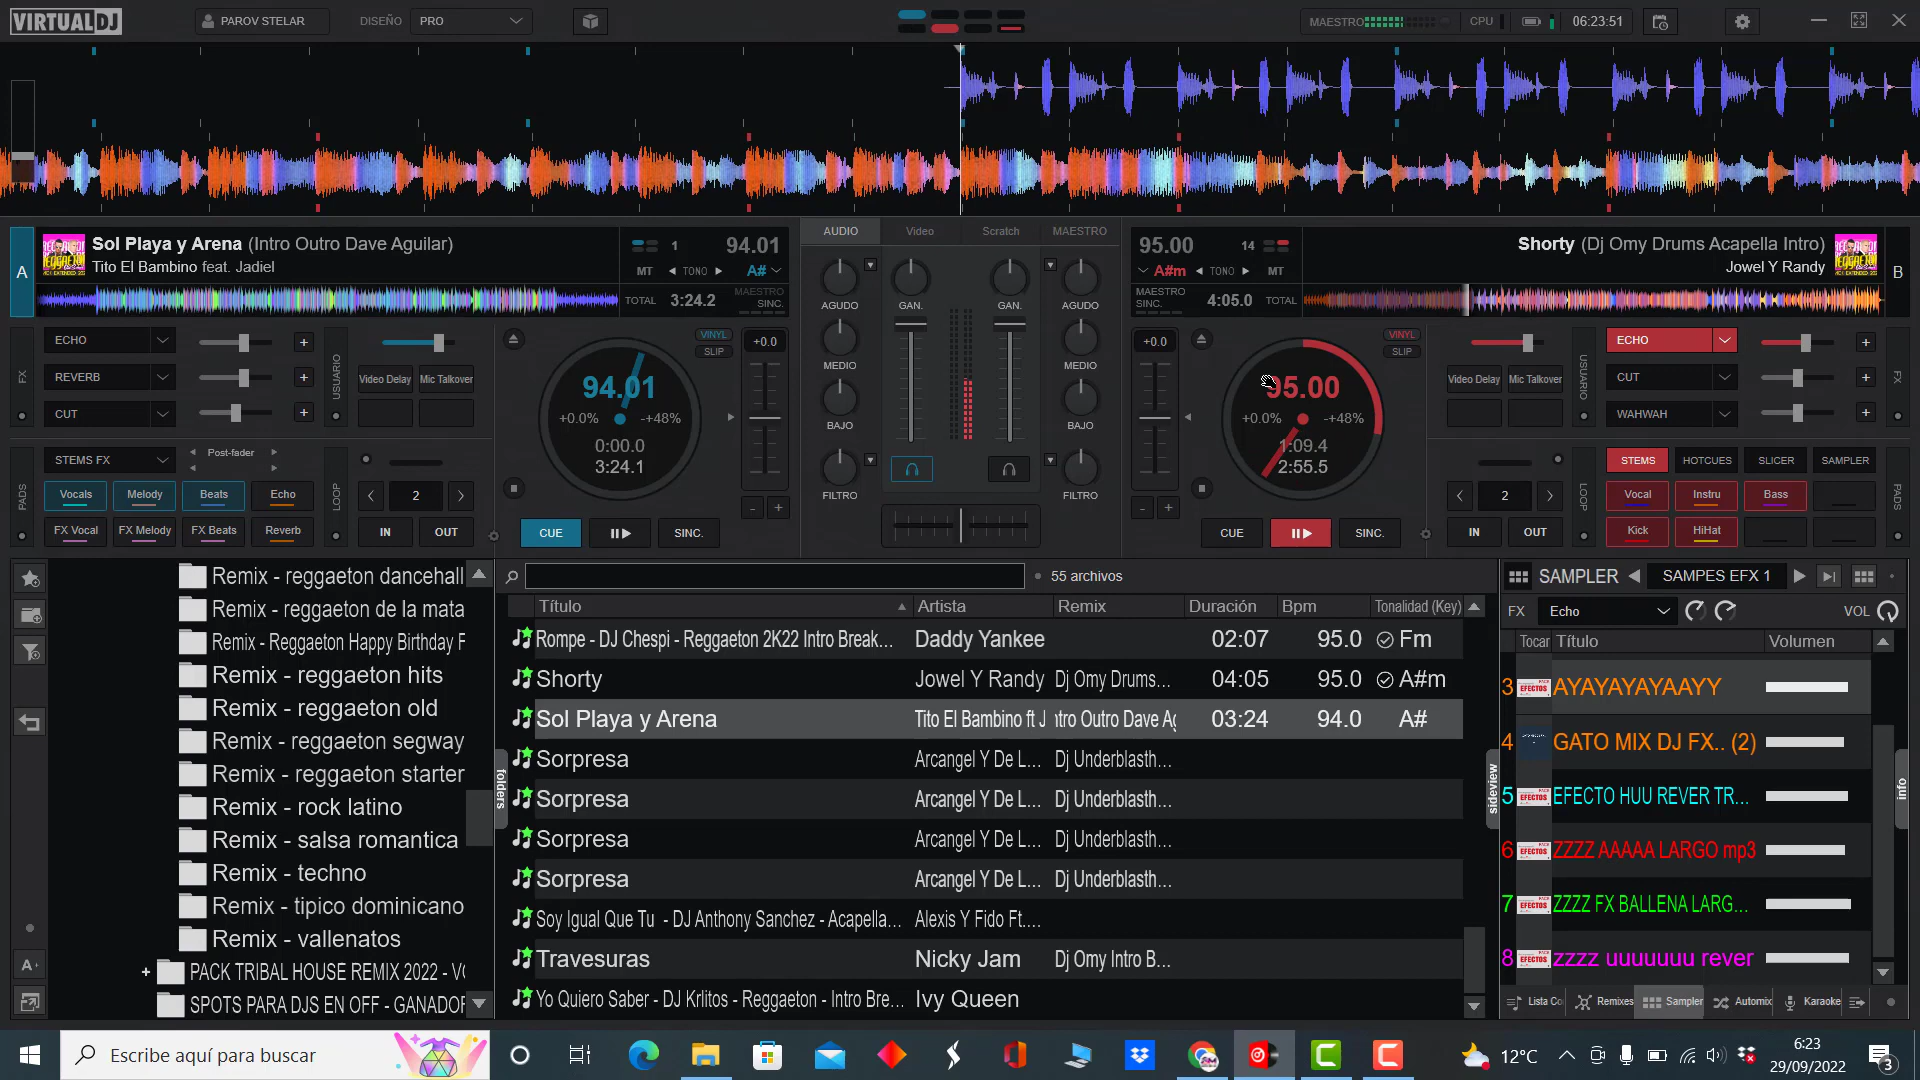 VIRTUALDJ
PAROV STELAR
DISEÑO
PRO
MAESTRO
CPU
06:23:51
A
Sol Playa y Arena (Intro Outro Dave Aguilar)
Tito El Bambino feat. Jadiel
1
94.01
MT
TONO
A#
TOTAL
3:24.2
MAESTRO
SINC.
AUDIO
Video
Scratch
MAESTRO
95.00
14
A#m
TONO
MT
MAESTRO
SINC.
4:05.0
TOTAL
Shorty (Dj Omy Drums Acapella Intro)
Jowel Y Randy
B
FX
ECHO
REVERB
CUT
USUARIO
Video Delay
Mic Talkover
VINYL
SLIP
+0.0
94.01
+0.0%
-+48%
0:00.0
3:24.1
AGUDO
MEDIO
BAJO
FILTRO
GAN.
GAN.
AGUDO
MEDIO
BAJO
FILTRO
+0.0
95.00
+0.0%
-+48%
1:09.4
2:55.5
VINYL
SLIP
Video Delay
Mic Talkover
USUARIO
ECHO
CUT
WAHWAH
FX
PADS
STEMS FX
Post-fader
Vocals
Melody
Beats
Echo
FX Vocal
FX Melody
FX Beats
Reverb
LOOP
2
IN
OUT
CUE
SINC.
- +
- +
CUE
SINC.
2
IN
OUT
LOOP
STEMS
HOTCUES
SLICER
SAMPLER
Vocal
Instru
Bass
Kick
HiHat
PADS
Remix - reggaeton dancehall
Remix - reggaeton de la mata
Remix - Reggaeton Happy Birthday F
Remix - reggaeton hits
Remix - reggaeton old
Remix - reggaeton segway
Remix - reggaeton starter
Remix - rock latino
Remix - salsa romantica
Remix - techno
Remix - tipico dominicano
Remix - vallenatos
+ PACK TRIBAL HOUSE REMIX 2022 - VO
SPOTS PARA DJS EN OFF - GANADOR
folders
55 archivos
Título Artista Remix Duración Bpm Tonalidad (Key)
Rompe - DJ Chespi - Reggaeton 2K22 Intro Break... Daddy Yankee 02:07 95.0 Fm
Shorty Jowel Y Randy Dj Omy Drums... 04:05 95.0 A#m
Sol Playa y Arena Tito El Bambino ft J ntro Outro Dave Ag 03:24 94.0 A#
Sorpresa Arcangel Y De L... Dj Underblasth...
Sorpresa Arcangel Y De L... Dj Underblasth...
Sorpresa Arcangel Y De L... Dj Underblasth...
Sorpresa Arcangel Y De L... Dj Underblasth...
Soy Igual Que Tu - DJ Anthony Sanchez - Acapella... Alexis Y Fido Ft....
Travesuras Nicky Jam Dj Omy Intro B...
Yo Quiero Saber - DJ Krlitos - Reggaeton - Intro Bre... Ivy Queen
sideview
SAMPLER
SAMPES EFX 1
FX
Echo
VOL
Tocar Título Volumen
3 EFECTOS AYAYAYAYAAYY
4 GATO MIX DJ FX.. (2)
5 EFECTOS EFECTO HUU REVER TR...
6 EFECTOS ZZZZ AAAAA LARGO mp3
7 EFECTOS ZZZZ FX BALLENA LARG...
8 EFECTOS zzzz uuuuuuu rever
info
Lista Co
Remixes
Sampler
Automix
Karaoke
Escribe aquí para buscar
12°C
6:23
29/09/2022
3